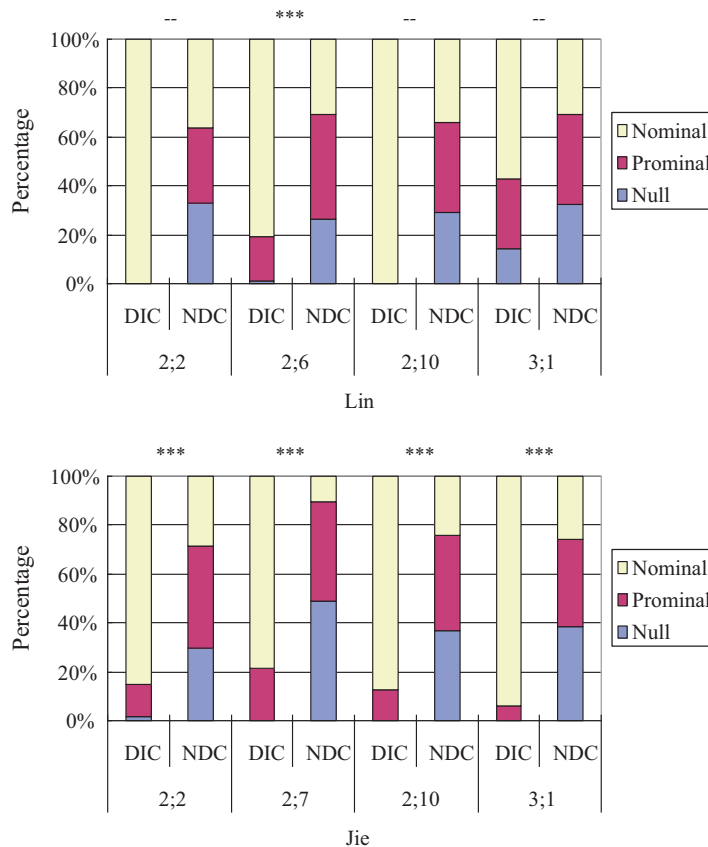 -- *** -- --
100%
80%
60%
40%
20%
0%
Percentage
Nominal
Prominal
Null
DIC NDC DIC NDC DIC NDC DIC NDC
2;2 2;6 2;10 3;1
Lin
*** *** *** ***
100%
80%
60%
40%
20%
0%
Percentage
Nominal
Prominal
Null
DIC NDC DIC NDC DIC NDC DIC NDC
2;2 2;7 2;10 3;1
Jie